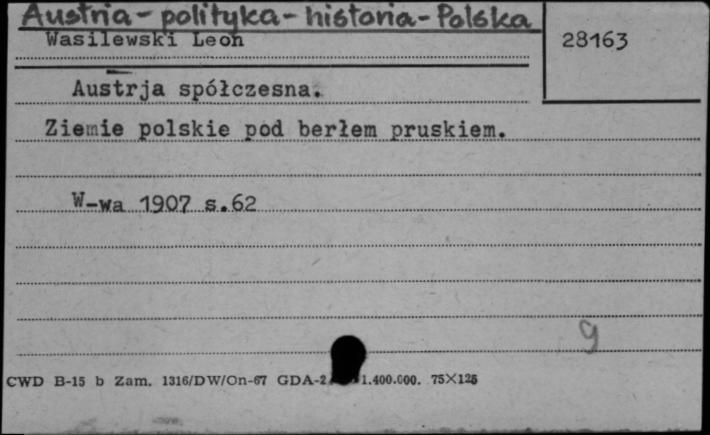 Austria - polityka - historia - Polska
Wasilewski Leon
28163
Austrja spółczesna.
Ziemie polskie pod berłem pruskiem.
W-wa 1907 s.62
9
CWD B-15 b Zam. 1316/DW/On-67 GDA-2 1.400.000. 75X125